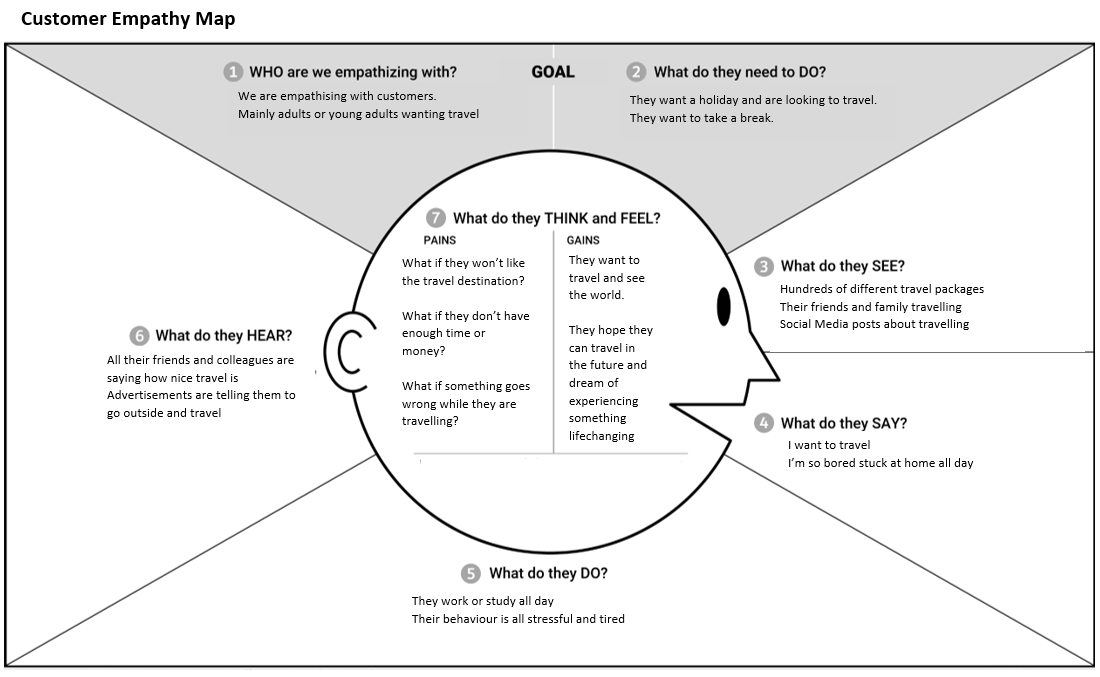 Customer Empathy Map
1 WHO are we empathizing with?
We are empathising with customers.
Mainly adults or young adults wanting travel
GOAL
2 What do they need to DO?
They want a holiday and are looking to travel.
They want to take a break.
7 What do they THINK and FEEL?
PAINS
What if they won’t like
the travel destination?
What if they don’t have
enough time or
money?
What if something goes
wrong while they are
travelling?
GAINS
They want to
travel and see
the world.
They hope they
can travel in
the future and
dream of
experiencing
something
lifechanging
3 What do they SEE?
Hundreds of different travel packages
Their friends and family travelling
Social Media posts about travelling
4 What do they SAY?
I want to travel
I’m so bored stuck at home all day
6 What do they HEAR?
All their friends and colleagues are
saying how nice travel is
Advertisements are telling them to
go outside and travel
5 What do they DO?
They work or study all day
Their behaviour is all stressful and tired